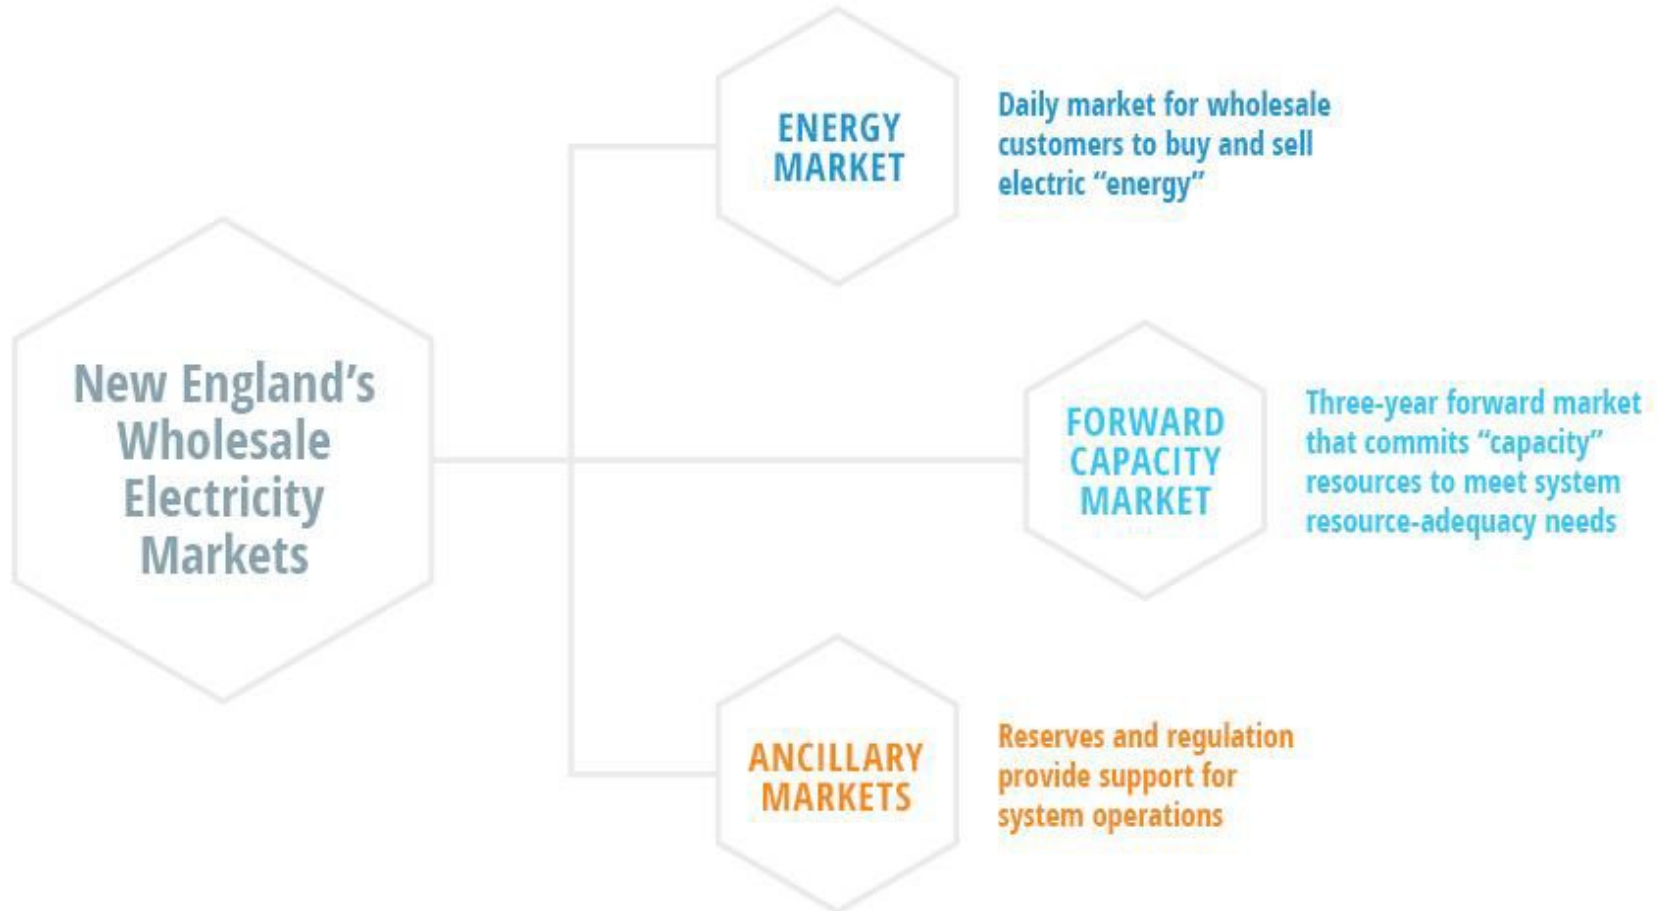 New England’s
Wholesale
Electricity
Markets
ENERGY
MARKET
Daily market for wholesale
customers to buy and sell
electric “energy”
FORWARD
CAPACITY
MARKET
Three-year forward market
that commits “capacity”
resources to meet system
resource-adequacy needs
ANCILLARY
MARKETS
Reserves and regulation
provide support for
system operations